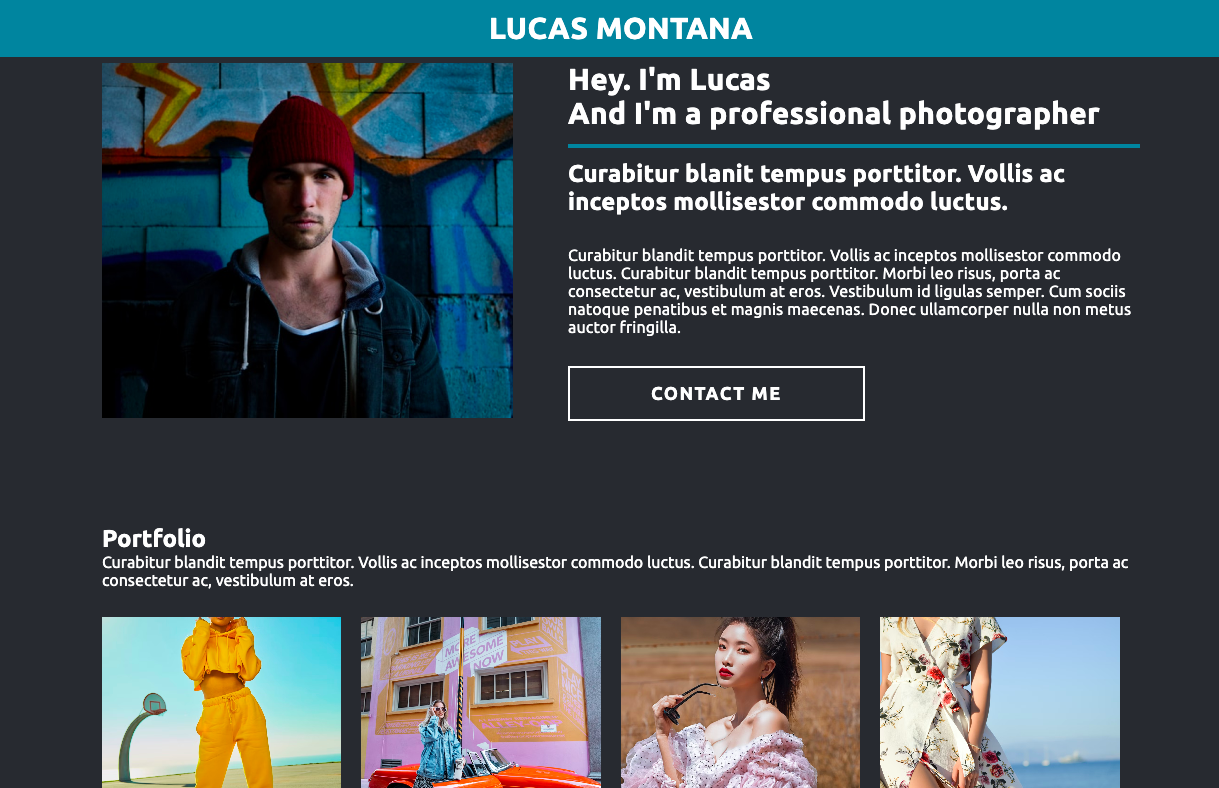 LUCAS MONTANA
Hey. I'm Lucas
And I'm a professional photographer
Curabitur blanit tempus porttitor. Vollis ac
inceptos mollisestor commodo luctus.
Curabitur blandit tempus porttitor. Vollis ac inceptos mollisestor commodo
luctus. Curabitur blandit tempus porttitor. Morbi leo risus, porta ac
consectetur ac, vestibulum at eros. Vestibulum id ligulas semper. Cum sociis
natoque penatibus et magnis maecenas. Donec ullamcorper nulla non metus
auctor fringilla.
CONTACT ME
Portfolio
Curabitur blandit tempus porttitor. Vollis ac inceptos mollisestor commodo luctus. Curabitur blandit tempus porttitor. Morbi leo risus, porta ac
consectetur ac, vestibulum at eros.
MORE
AWESOME
NOW